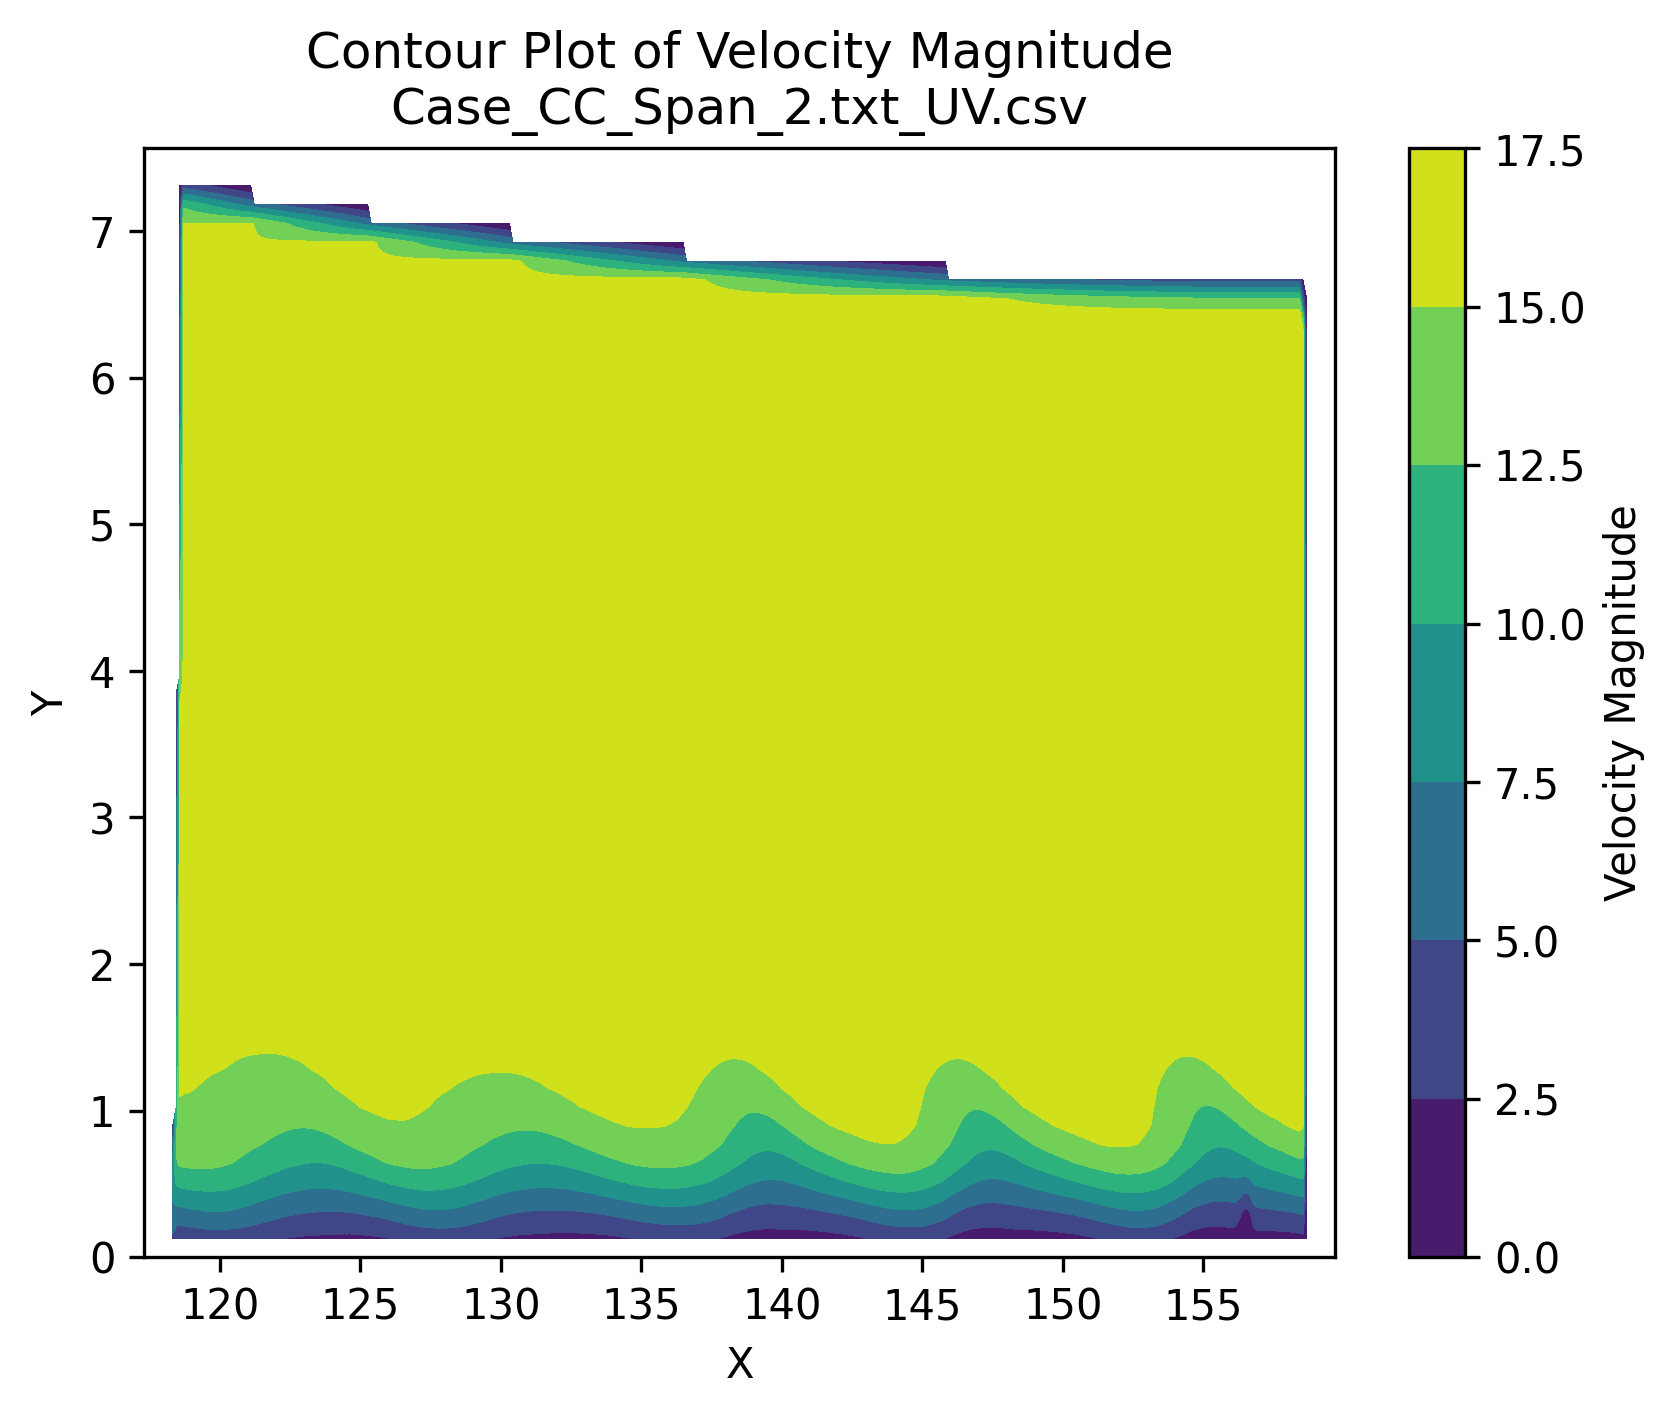 Contour Plot of Velocity Magnitude
Case_CC_Span_2.txt_UV.csv
Y
7
6
5
4
3
2
1
0
120 125 130 135 140 145 150 155
X
17.5
15.0
12.5
10.0
7.5
5.0
2.5
0.0
Velocity Magnitude